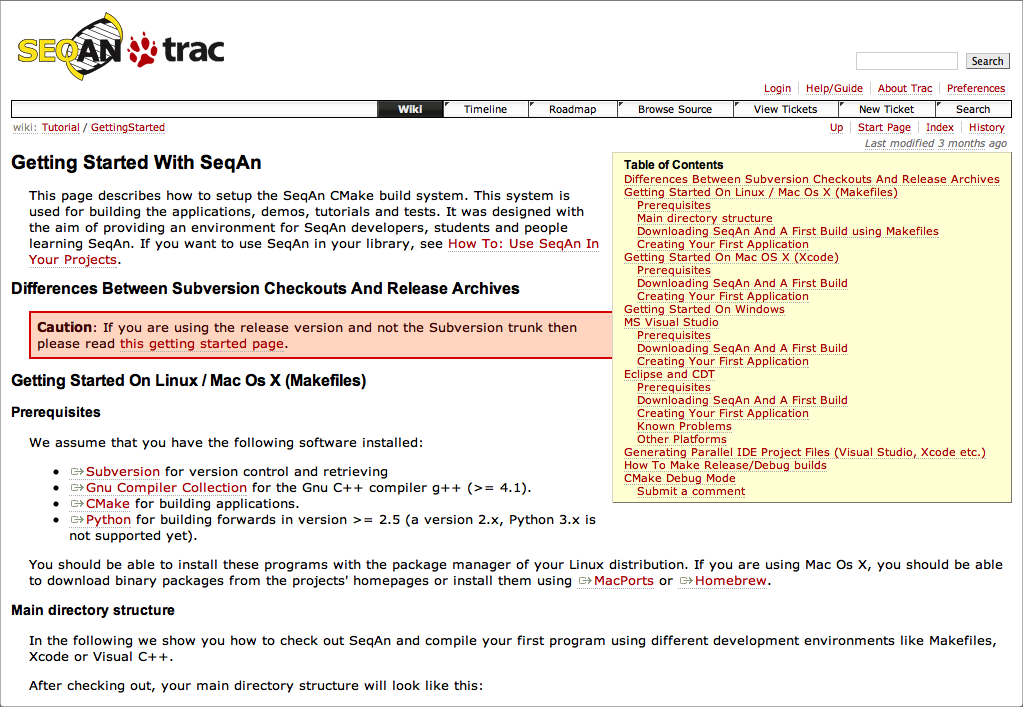 SEQAN trac
Search
Login Help/Guide About Trac Preferences
Wiki Timeline Roadmap Browse Source View Tickets New Ticket Search
wiki: Tutorial / GettingStarted
Up Start Page Index History
Last modified 3 months ago
Getting Started With SeqAn
This page describes how to setup the SeqAn CMake build system. This system is
used for building the applications, demos, tutorials and tests. It was designed with
the aim of providing an environment for SeqAn developers, students and people
learning SeqAn. If you want to use SeqAn in your library, see How To: Use SeqAn In
Your Projects.
Differences Between Subversion Checkouts And Release Archives
Caution: If you are using the release version and not the Subversion trunk then
please read this getting started page.
Table of Contents
Differences Between Subversion Checkouts And Release Archives
Getting Started On Linux / Mac Os X (Makefiles)
Prerequisites
Main directory structure
Downloading SeqAn And A First Build using Makefiles
Creating Your First Application
Getting Started On Mac OS X (Xcode)
Prerequisites
Downloading SeqAn And A First Build
Creating Your First Application
Getting Started On Windows
MS Visual Studio
Prerequisites
Downloading SeqAn And A First Build
Creating Your First Application
Eclipse and CDT
Prerequisites
Downloading SeqAn And A First Build
Creating Your First Application
Known Problems
Other Platforms
Generating Parallel IDE Project Files (Visual Studio, Xcode etc.)
How To Make Release/Debug builds
CMake Debug Mode
Submit a comment
Getting Started On Linux / Mac Os X (Makefiles)
Prerequisites
We assume that you have the following software installed:
• Subversion for version control and retrieving
• Gnu Compiler Collection for the Gnu C++ compiler g++ (>= 4.1).
• CMake for building applications.
• Python for building forwards in version >= 2.5 (a version 2.x, Python 3.x is
not supported yet).
You should be able to install these programs with the package manager of your Linux distribution. If you are using Mac Os X, you should be able
to download binary packages from the projects' homepages or install them using MacPorts or Homebrew.
Main directory structure
In the following we show you how to check out SeqAn and compile your first program using different development environments like Makefiles,
Xcode or Visual C++.
After checking out, your main directory structure will look like this: